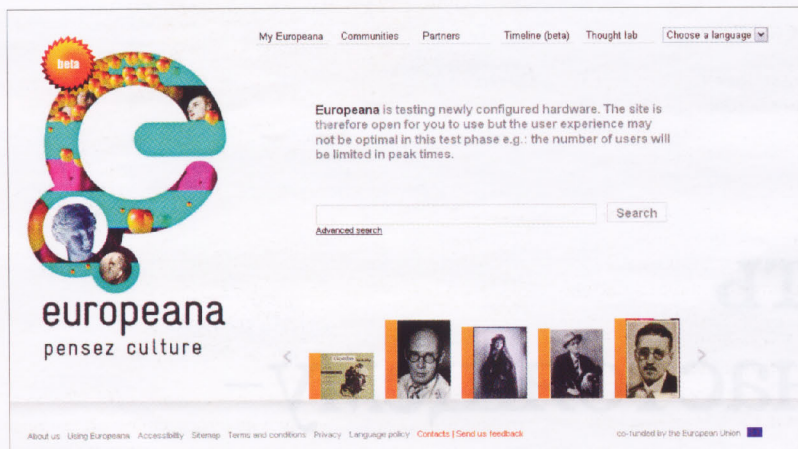 My Europeana Communities Partners Timeline (beta) Thought lab Choose a language
beta
Europeana is testing newly configured hardware. The site is
therefore open for you to use but the user experience may
not be optimal in this test phase e.g.: the number of users will
be limited in peak times.
Search
Advanced search
europeana
pensez culture
About us Using Europeana Accessibility Sitemap Terms and conditions Privacy Language policy Contacts | Send us feedback co-funded by the European Union